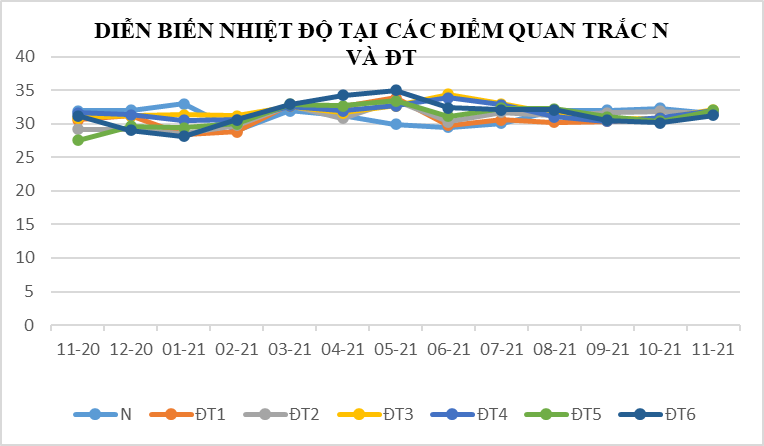 DIỄN BIẾN NHIỆT ĐỘ TẠI CÁC ĐIỂM QUAN TRẮC N
VÀ ĐT
40
35
30
25
20
15
10
5
0
11-20 12-20 01-21 02-21 03-21 04-21 05-21 06-21 07-21 08-21 09-21 10-21 11-21
N ĐT1 ĐT2 ĐT3 ĐT4 ĐT5 ĐT6